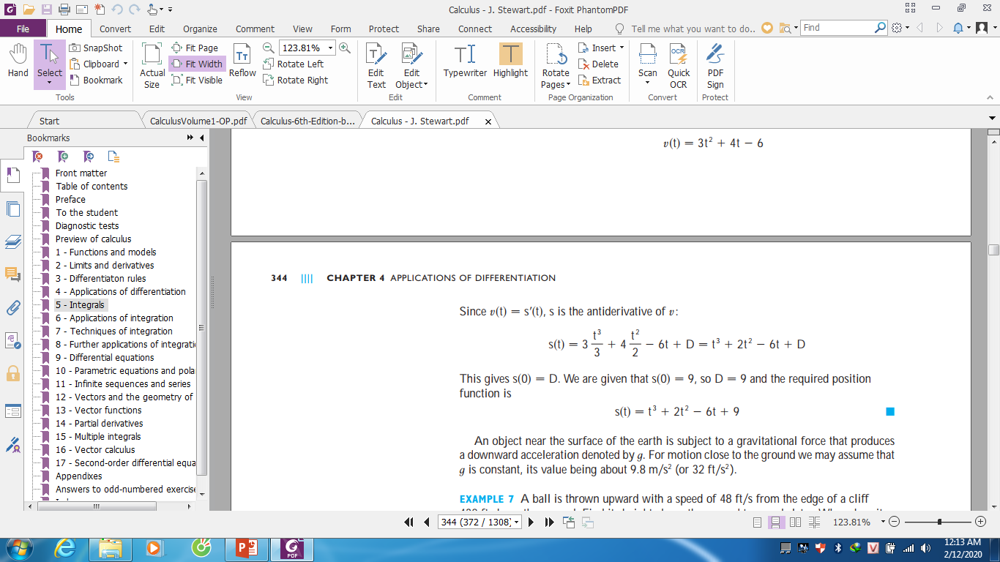 Calculus - J. Stewart.pdf - Foxit PhantomPDF
File Home Convert Edit Organize Comment View Form Protect Share Connect Accessibility Help Tell me what you want to do.. Find
Hand
Select
SnapShot
Clipboard
Bookmark
Tools
Actual Size
Fit Page
Fit Width
Fit Visible
Reflow
123.81%
Rotate Left
Rotate Right
View
Edit Text
Edit Object
Edit
Typewriter
Highlight
Comment
Rotate Pages
Insert
Delete
Extract
Page Organization
Scan
Quick OCR
Convert
PDF Sign
Protect
Start CalculusVolume1-OP.pdf Calculus-6th-Edition-b... Calculus - J. Stewart.pdf
Bookmarks
Front matter
Table of contents
Preface
To the student
Diagnostic tests
Preview of calculus
1 - Functions and models
2 - Limits and derivatives
3 - Differentiaton rules
4 - Applications of differentiation
5 - Integrals
6 - Applications of integration
7 - Techniques of integration
8 - Further applications of integrati
9 - Differential equations
10 - Parametric equations and pola
11 - Infinite sequences and series
12 - Vectors and the geometry of
13 - Vector functions
14 - Partial derivatives
15 - Multiple integrals
16 - Vector calculus
17 - Second-order differential equa
Appendixes
Answers to odd-numbered exercise
v(t) = 3t² + 4t − 6
344 |||| CHAPTER 4 APPLICATIONS OF DIFFERENTIATION
Since v(t) = s′(t), s is the antiderivative of v:
s(t) = 3 t³/3 + 4 t²/2 − 6t + D = t³ + 2t² − 6t + D
This gives s(0) = D. We are given that s(0) = 9, so D = 9 and the required position
function is
s(t) = t³ + 2t² − 6t + 9
An object near the surface of the earth is subject to a gravitational force that produces
a downward acceleration denoted by g. For motion close to the ground we may assume that
g is constant, its value being about 9.8 m/s² (or 32 ft/s²).
EXAMPLE 7 A ball is thrown upward with a speed of 48 ft/s from the edge of a cliff
344 (372 / 1308) 123.81%
12:13 AM
2/12/2020